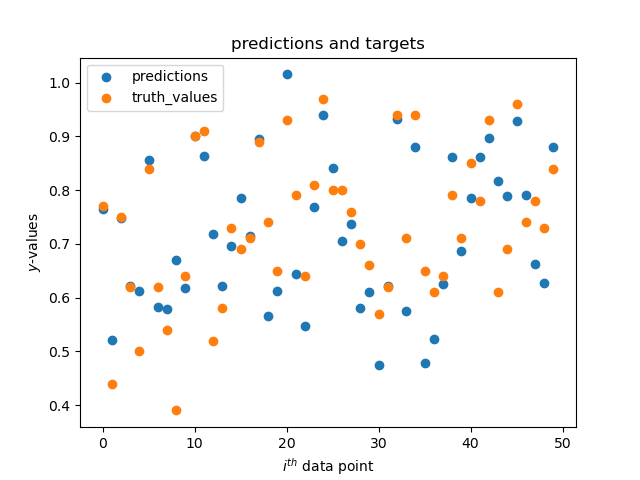 predictions and targets
predictions
truth_values
1.0
0.9
0.8
0.7
0.6
0.5
0.4
y-values
0 10 20 30 40 50
i^{th} data point